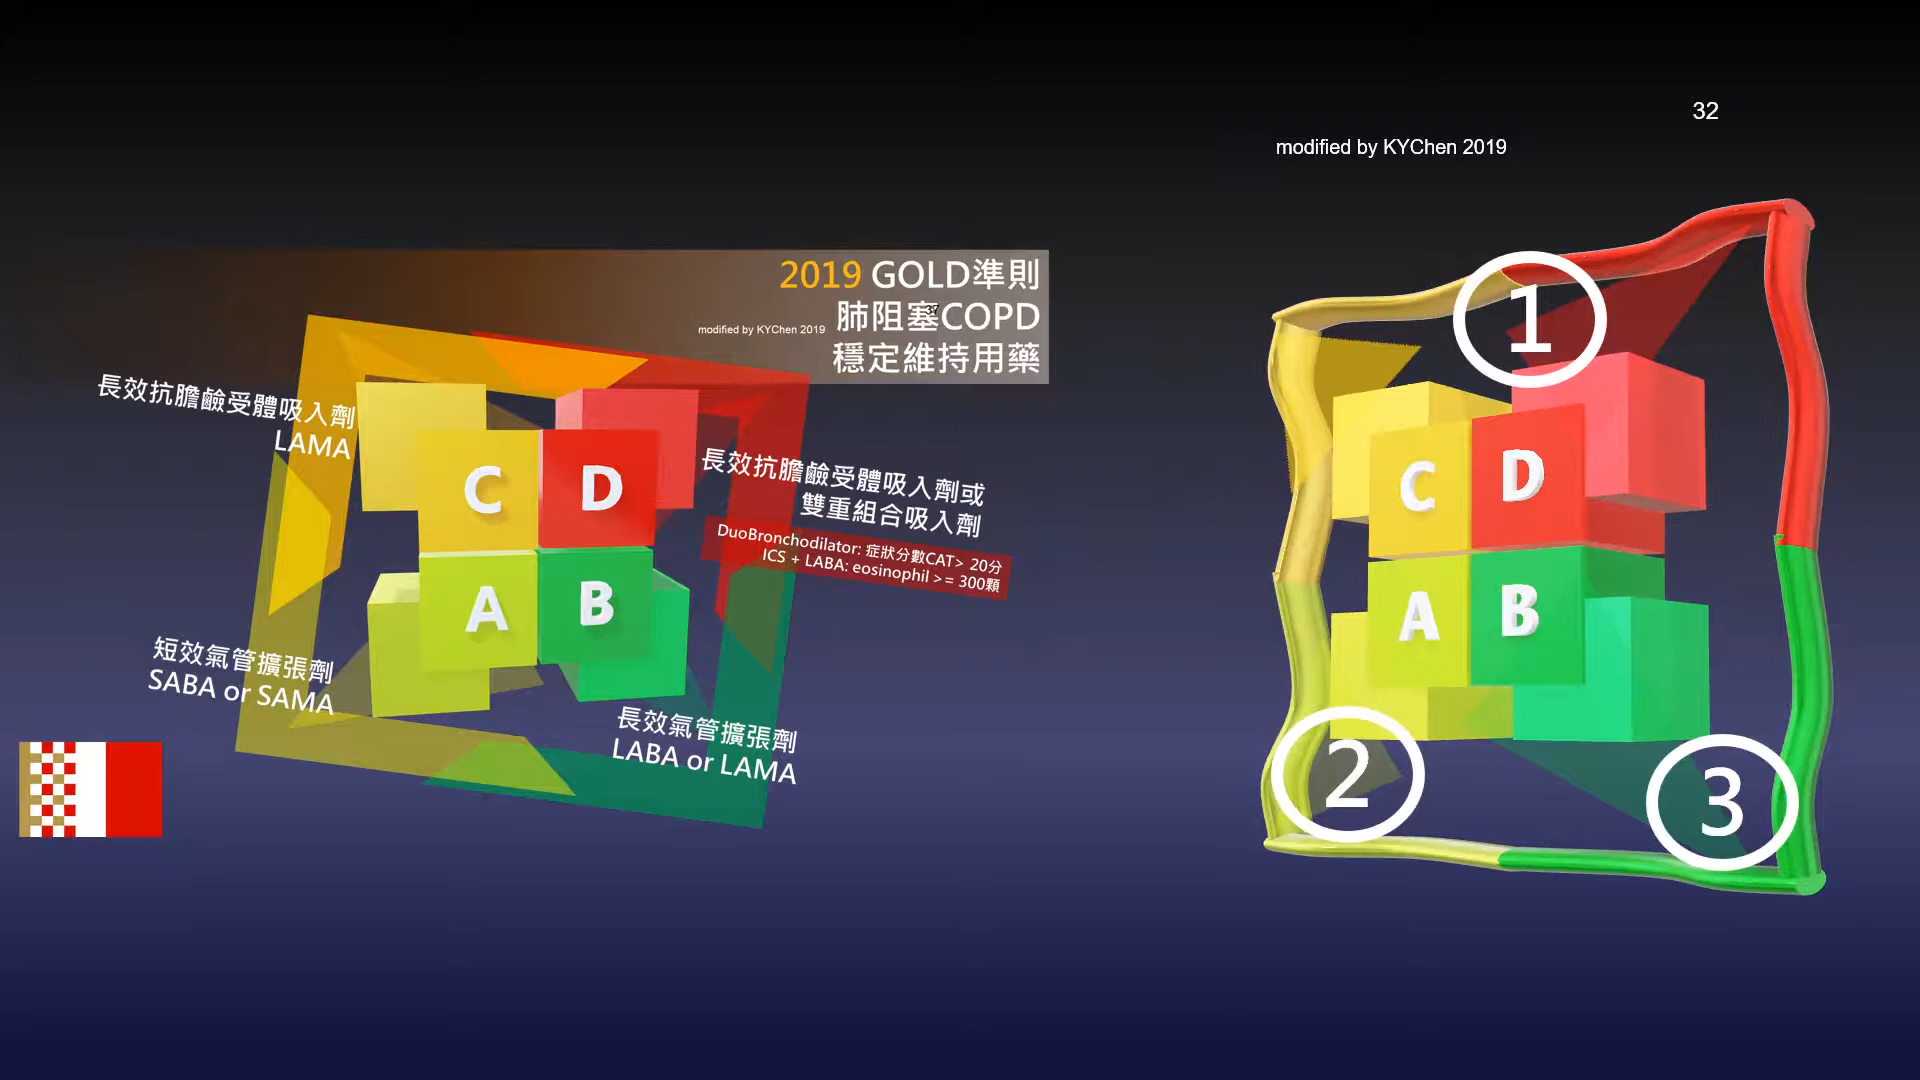 32
modified by KYChen 2019
2019 GOLD準則
肺阻塞COPD
modified by KYChen 2019
穩定維持用藥
長效抗膽鹼受體吸入劑
LAMA
C
D
長效抗膽鹼受體吸入劑或
雙重組合吸入劑
DuoBronchodilator: 症狀分數CAT> 20分
ICS + LABA: eosinophil >= 300顆
A
B
短效氣管擴張劑
SABA or SAMA
長效氣管擴張劑
LABA or LAMA
1
C
D
A
B
2
3